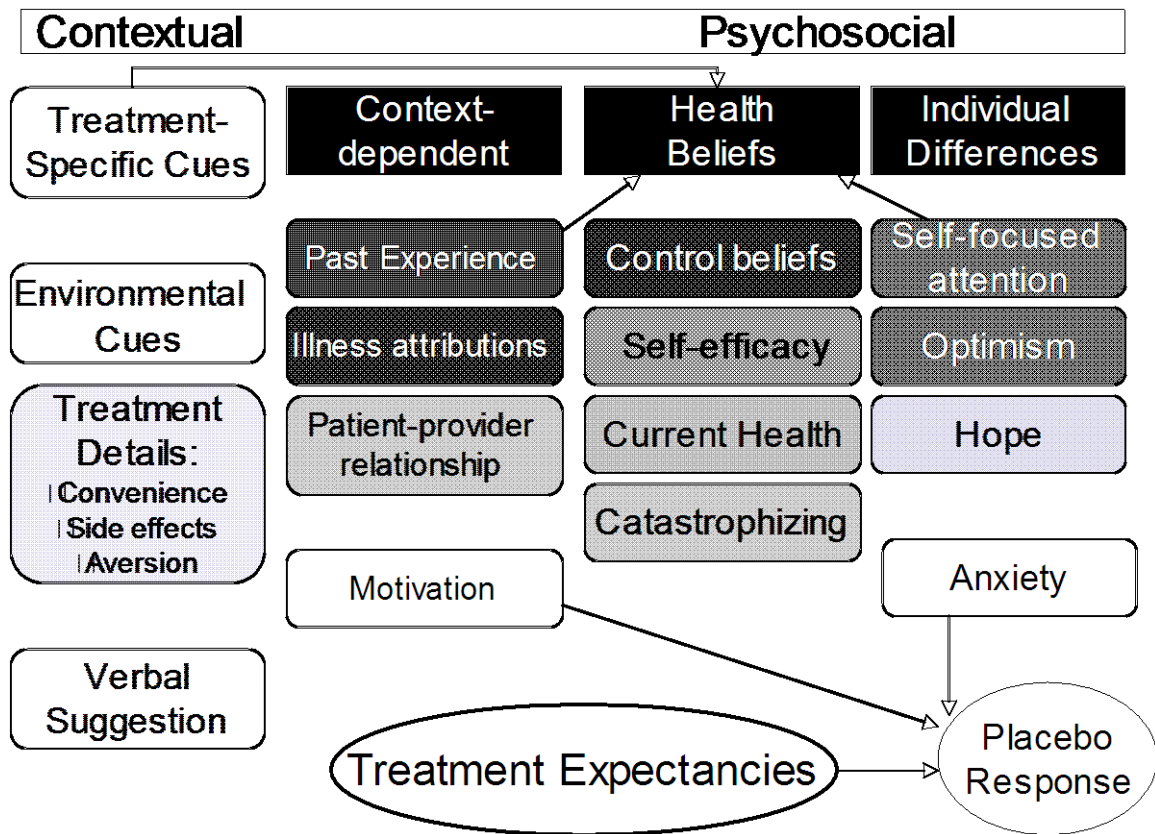 Contextual
Psychosocial
Treatment-
Specific Cues
Context-
dependent
Health
Beliefs
Individual
Differences
Past Experience
Control beliefs
Self-focused
attention
Environmental
Cues
Illness attributions
Self-efficacy
Optimism
Treatment
Details:
Convenience
Side effects
Aversion
Patient-provider
relationship
Current Health
Hope
Catastrophizing
Motivation
Anxiety
Verbal
Suggestion
Treatment Expectancies
Placebo
Response